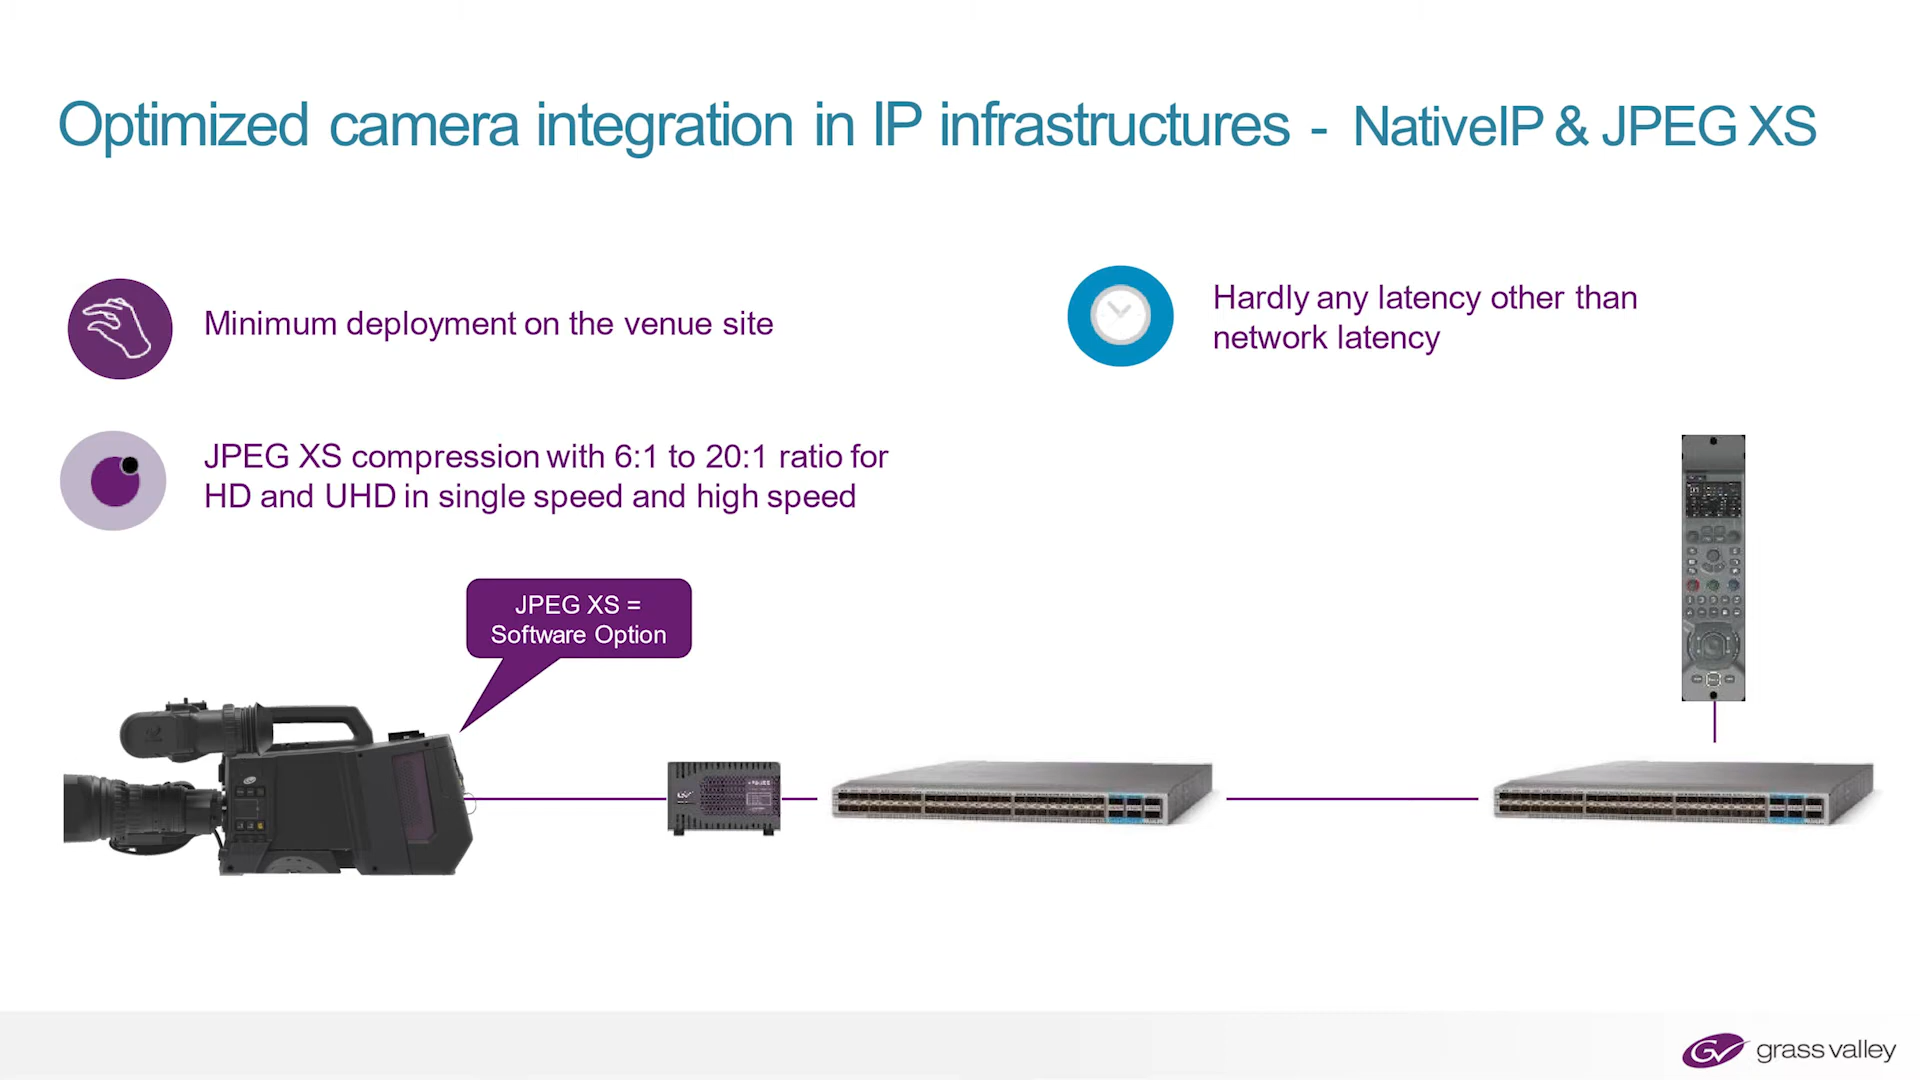 Optimized camera integration in IP infrastructures - NativeIP & JPEG XS
Minimum deployment on the venue site
Hardly any latency other than
network latency
JPEG XS compression with 6:1 to 20:1 ratio for
HD and UHD in single speed and high speed
JPEG XS =
Software Option
GV grass valley